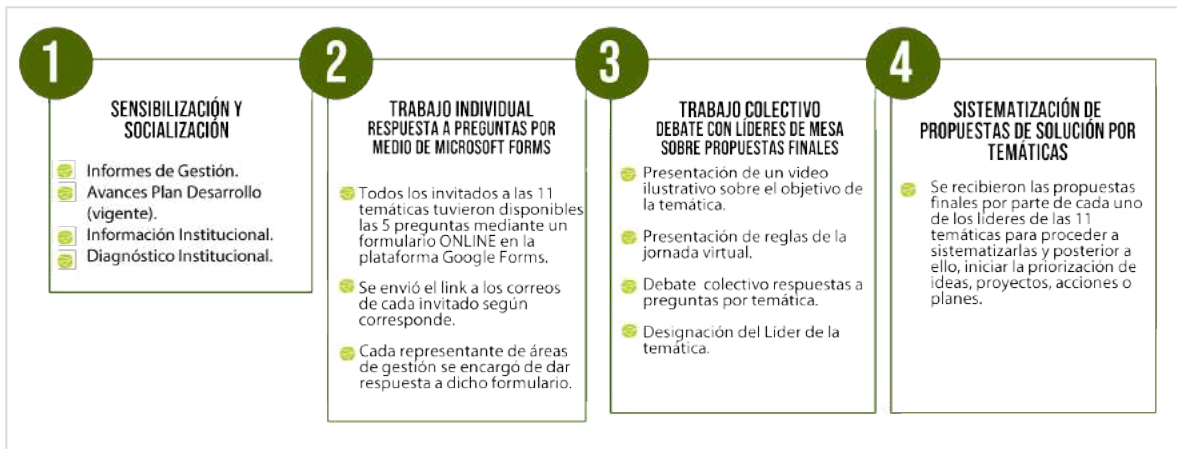 1
SENSIBILIZACIÓN Y
SOCIALIZACIÓN
Informes de Gestión.
Avances Plan Desarrollo
(vigente).
Información Institucional.
Diagnóstico Institucional.
2
TRABAJO INDIVIDUAL
RESPUESTA A PREGUNTAS POR
MEDIO DE MICROSOFT FORMS
Todos los invitados a las 11
temáticas tuvieron disponibles
las 5 preguntas mediante un
formulario ONLINE en la
plataforma Google Forms.
Se envió el link a los correos
de cada invitado según
corresponde.
Cada representante de áreas
de gestión se encargó de dar
respuesta a dicho formulario.
3
TRABAJO COLECTIVO
DEBATE CON LÍDERES DE MESA
SOBRE PROPUESTAS FINALES
Presentación de un video
ilustrativo sobre el objetivo de
la temática.
Presentación de reglas de la
jornada virtual.
Debate colectivo respuestas a
preguntas por temática.
Designación del Líder de la
temática.
4
SISTEMATIZACIÓN DE
PROPUESTAS DE SOLUCIÓN POR
TEMÁTICAS
Se recibieron las propuestas
finales por parte de cada uno
de los líderes de las 11
temáticas para proceder a
sistematizarlas y posterior a
ello, iniciar la priorización de
ideas, proyectos, acciones o
planes.